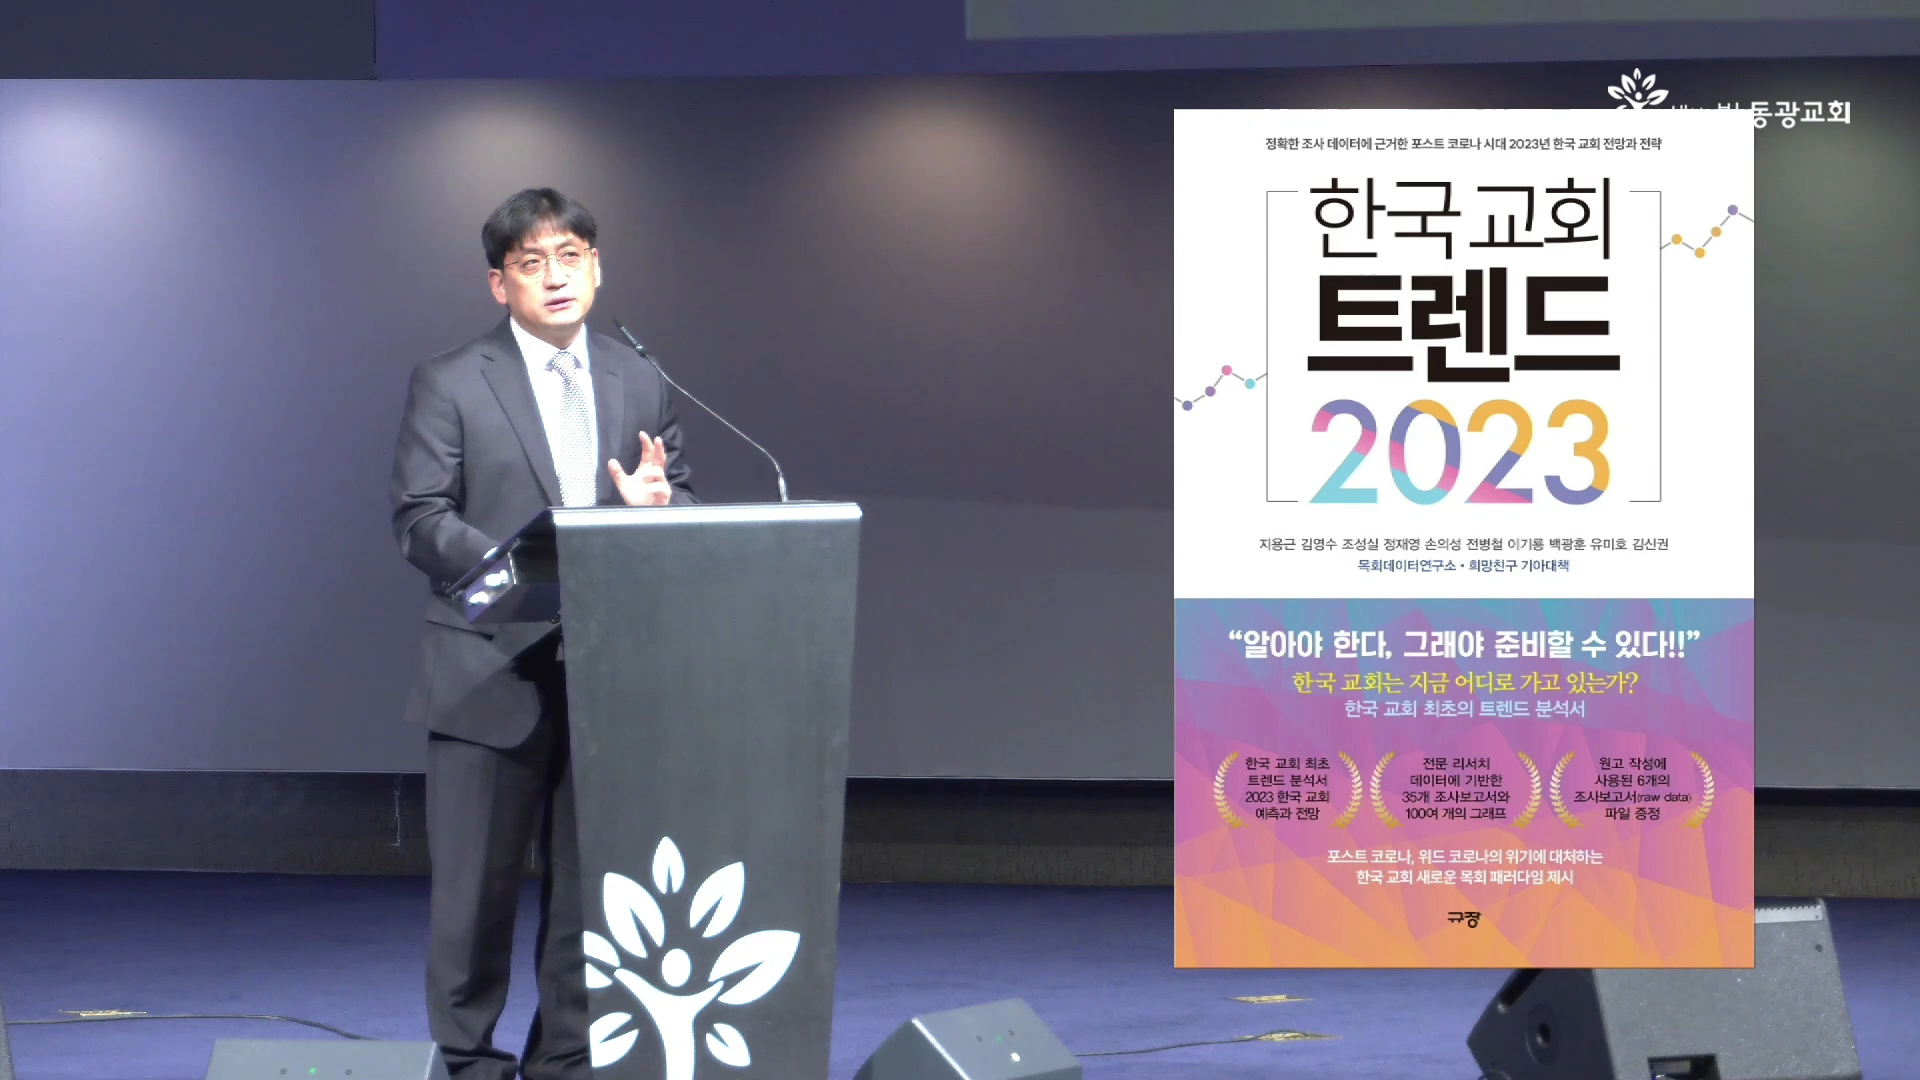 동광교회
정확한 조사 데이터에 근거한 포스트 코로나 시대 2023년 한국 교회 전망과 전략
한국 교회
트렌드
2023
지용근 김영수 조성실 정재영 손의성 전병철 이기룡 백광훈 유미호 김신권
목회데이터연구소 • 희망친구 기아대책
“알아야 한다, 그래야 준비할 수 있다!!”
한국 교회는 지금 어디로 가고 있는가?
한국 교회 최초의 트렌드 분석서
한국 교회 최초
트렌드 분석서
2023 한국 교회
예측과 전망
전문 리서치
데이터에 기반한
35개 조사보고서와
100여 개의 그래프
원고 작성에
사용된 6개의
조사보고서(raw data)
파일 증정
포스트 코로나, 위드 코로나의 위기에 대처하는
한국 교회 새로운 목회 패러다임 제시
규장